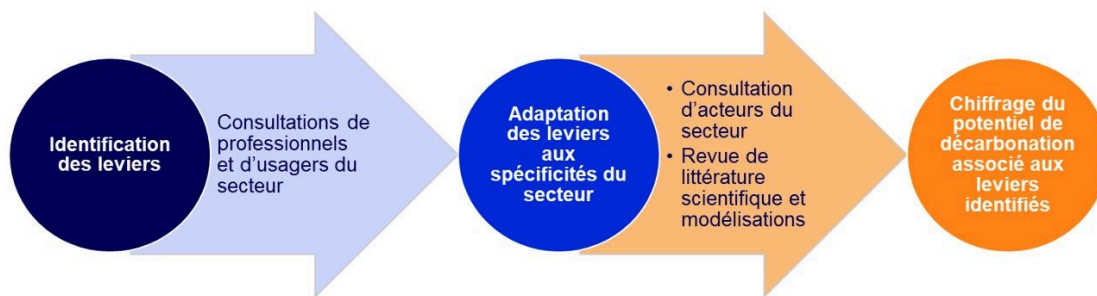 Identification
des leviers
Consultations de
professionnels
et d'usagers du
secteur
Adaptation
des leviers
aux
spécificités du
secteur
• Consultation
d'acteurs du
secteur
• Revue de
littérature
scientifique et
modélisations
Chiffrage du
potentiel de
décarbonation
associé aux
leviers
identifiés